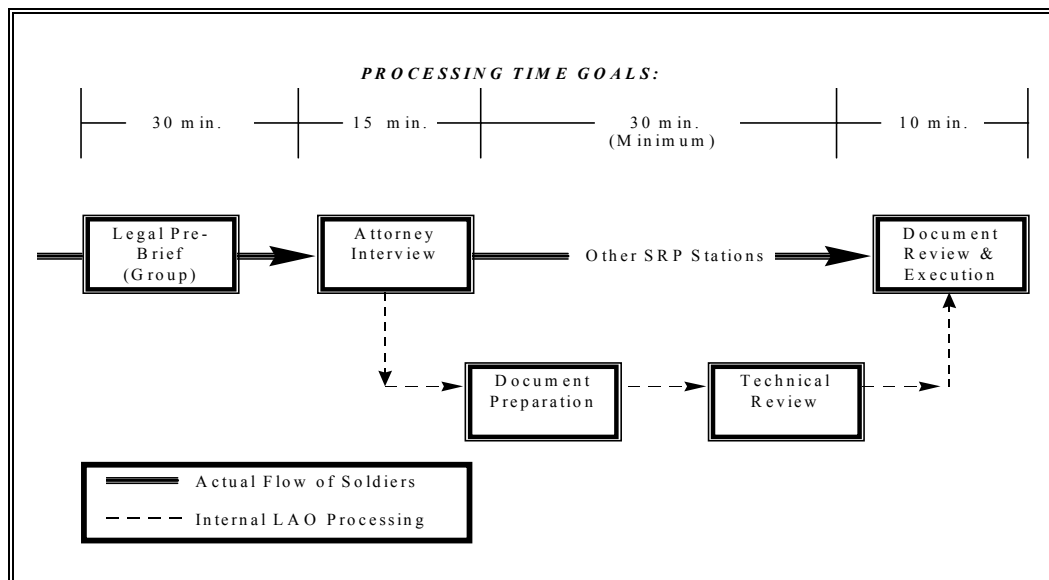 PROCESSING TIME GOALS:
30 min.
15 min.
30 min.
(Minimum)
10 min.
Legal Pre-
Brief
(Group)
Attorney
Interview
Other SRP Stations
Document
Review &
Execution
Document
Preparation
Technical
Review
Actual Flow of Soldiers
Internal LAO Processing